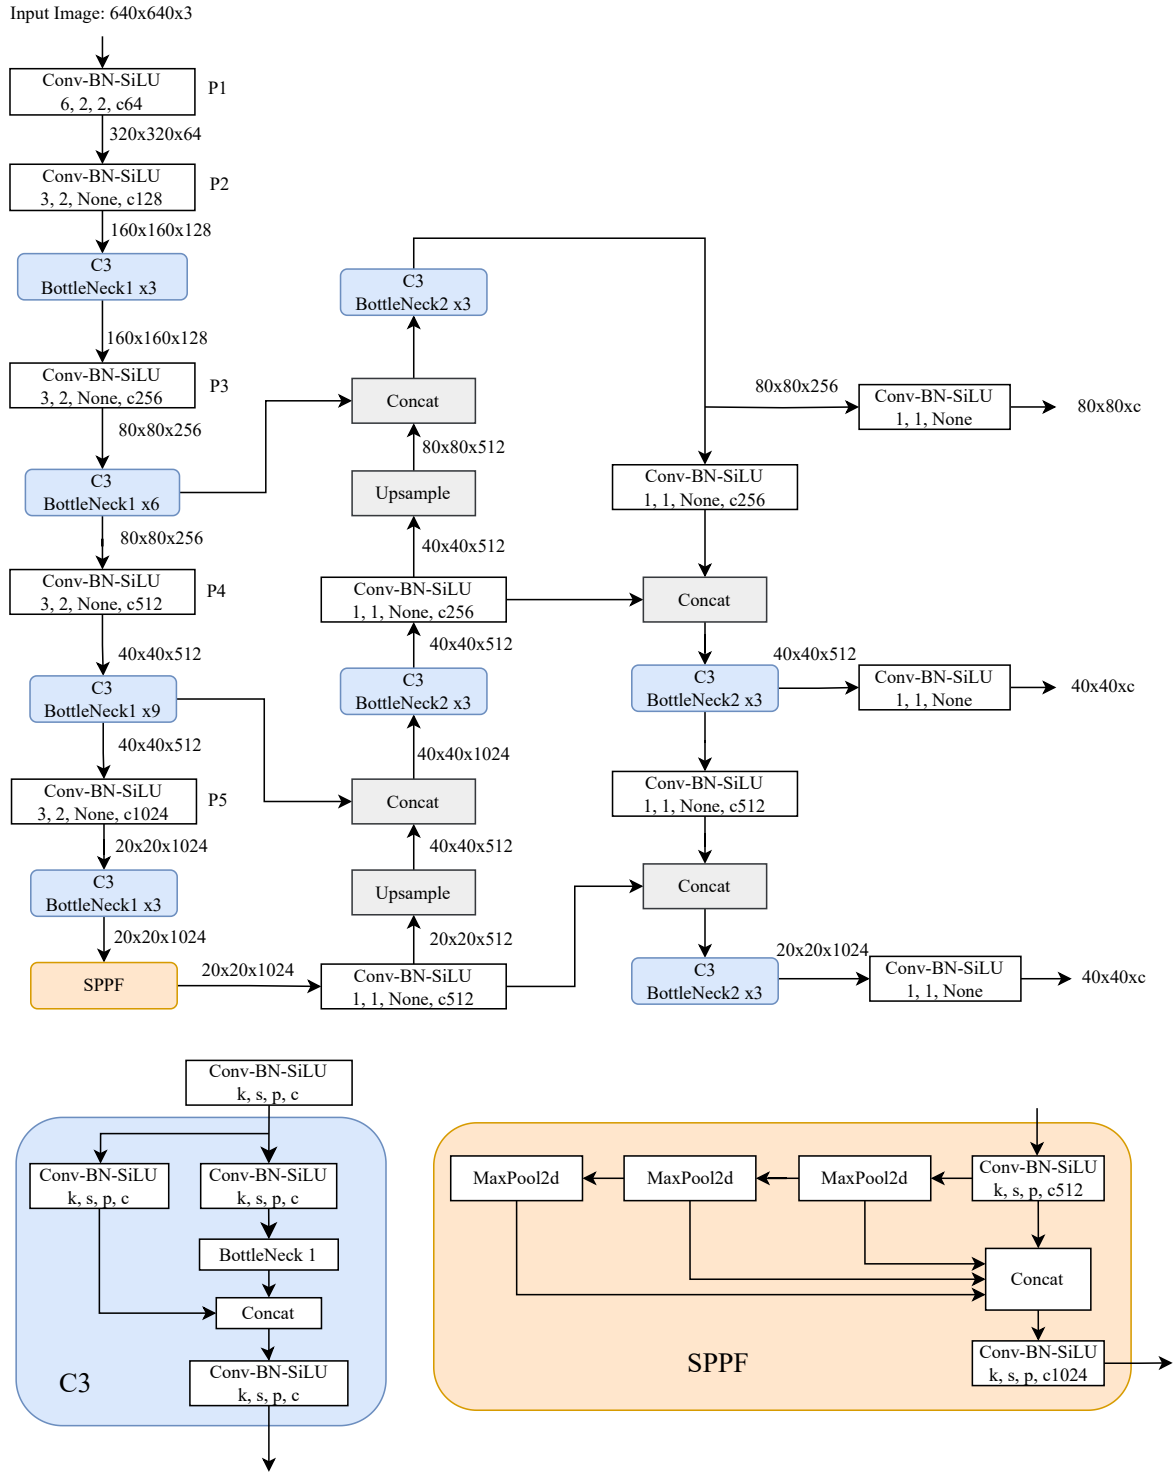 Input Image: 640x640x3
Conv-BN-SiLU
6, 2, 2, c64
P1
320x320x64
Conv-BN-SiLU
3, 2, None, c128
P2
160x160x128
C3
BottleNeck1 x3
160x160x128
Conv-BN-SiLU
3, 2, None, c256
P3
80x80x256
C3
BottleNeck1 x6
80x80x256
Conv-BN-SiLU
3, 2, None, c512
P4
40x40x512
C3
BottleNeck1 x9
40x40x512
Conv-BN-SiLU
3, 2, None, c1024
P5
20x20x1024
C3
BottleNeck1 x3
20x20x1024
SPPF
20x20x1024
C3
BottleNeck2 x3
Concat
80x80x512
Upsample
40x40x512
Conv-BN-SiLU
1, 1, None, c256
40x40x512
C3
BottleNeck2 x3
40x40x1024
Concat
40x40x512
Upsample
20x20x512
Conv-BN-SiLU
1, 1, None, c512
80x80x256
Conv-BN-SiLU
1, 1, None
80x80xc
Conv-BN-SiLU
1, 1, None, c256
Concat
40x40x512
C3
BottleNeck2 x3
Conv-BN-SiLU
1, 1, None
40x40xc
Conv-BN-SiLU
1, 1, None, c512
Concat
20x20x1024
C3
BottleNeck2 x3
Conv-BN-SiLU
1, 1, None
40x40xc
Conv-BN-SiLU
k, s, p, c
Conv-BN-SiLU
k, s, p, c
Conv-BN-SiLU
k, s, p, c
BottleNeck 1
Concat
Conv-BN-SiLU
k, s, p, c
C3
MaxPool2d
MaxPool2d
MaxPool2d
Conv-BN-SiLU
k, s, p, c512
Concat
Conv-BN-SiLU
k, s, p, c1024
SPPF